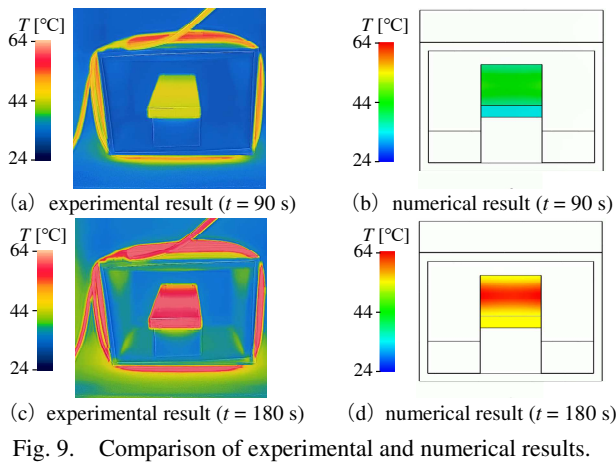 T [°C]
64
44
24
T [°C]
64
44
24
(a) experimental result (t = 90 s)
(b) numerical result (t = 90 s)
T [°C]
64
44
24
T [°C]
64
44
24
(c) experimental result (t = 180 s)
(d) numerical result (t = 180 s)
Fig. 9. Comparison of experimental and numerical results.